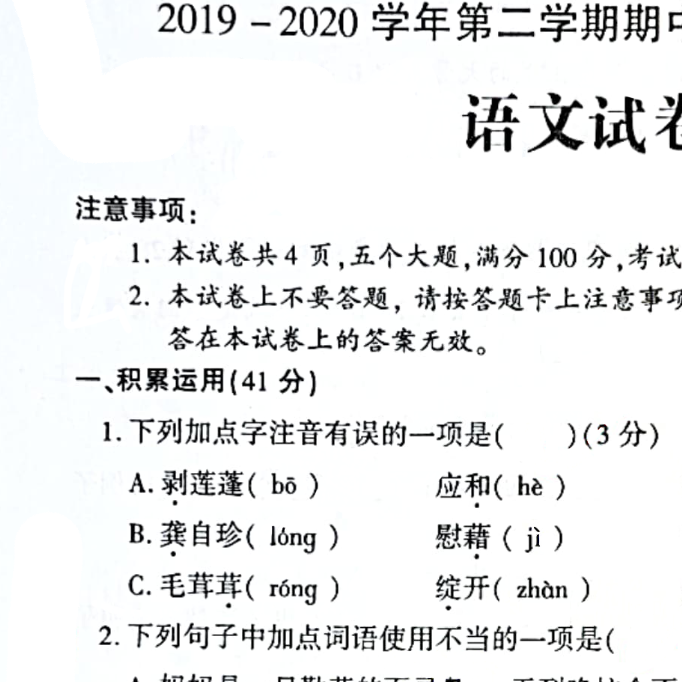 2019－2020 学年第二学期期中
语文试卷
注意事项：
1. 本试卷共 4 页，五个大题，满分 100 分，考试
2. 本试卷上不要答题，请按答题卡上注意事项
答在本试卷上的答案无效。
一、积累运用(41 分)
1. 下列加点字注音有误的一项是(　　)(3 分)
A. 剥莲蓬( bō )　　应和( hè )
B. 龚自珍( lóng )　　慰藉( jì )
C. 毛茸茸( róng )　　绽开( zhàn )
2. 下列句子中加点词语使用不当的一项是(